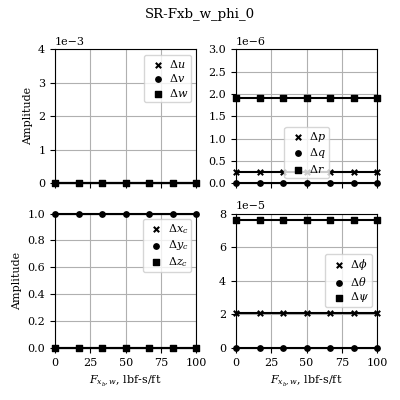 SR-Fxb_w_phi_0
1e−3
4
3
2
1
0
Amplitude
Δu
Δv
Δw
1e−6
3.0
2.5
2.0
1.5
1.0
0.5
0.0
Δp
Δq
Δr
1.0
0.8
0.6
0.4
0.2
0.0
Amplitude
Δx_c
Δy_c
Δz_c
0 25 50 75 100
F_{x_b, w}, lbf-s/ft
1e−5
8
6
4
2
0
Δϕ
Δθ
Δψ
0 25 50 75 100
F_{x_b, w}, lbf-s/ft